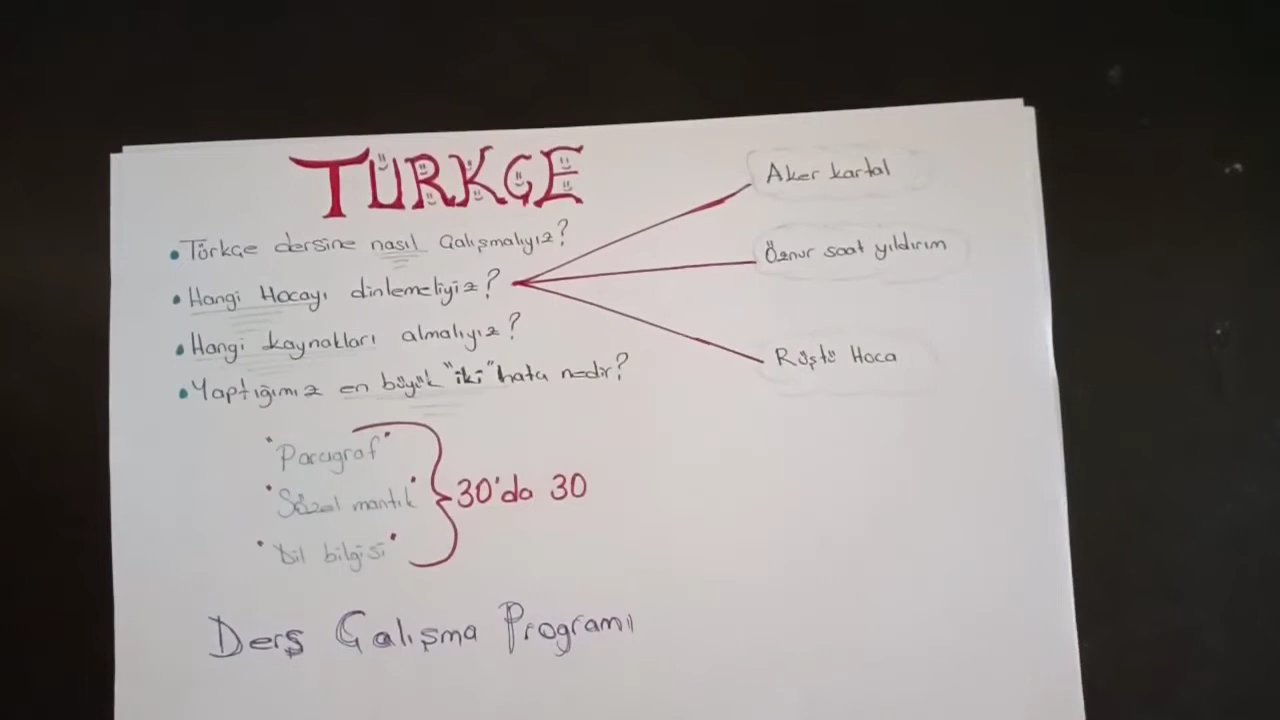 TÜRKÇE
• Türkçe dersine nasıl Çalışmalıyız?
• Hangi Hocayı dinlemeliyiz?
Aker kartal
Öznur saat yıldırım
Rüştü Hoca
• Hangi kaynakları almalıyız?
• Yaptığımız en büyük "iki" hata nedir?
"Paragraf"
"Sözel mantık"
"Dil bilgisi"
30'da 30
Ders Çalışma Programı